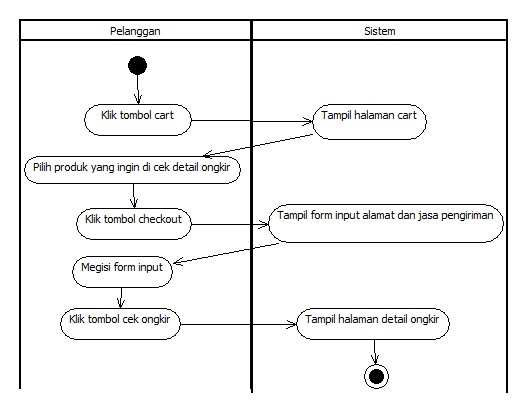 Pelanggan
Sistem
Klik tombol cart
Tampil halaman cart
Pilih produk yang ingin di cek detail ongkir
Klik tombol checkout
Tampil form input alamat dan jasa pengiriman
Megisi form input
Klik tombol cek ongkir
Tampil halaman detail ongkir